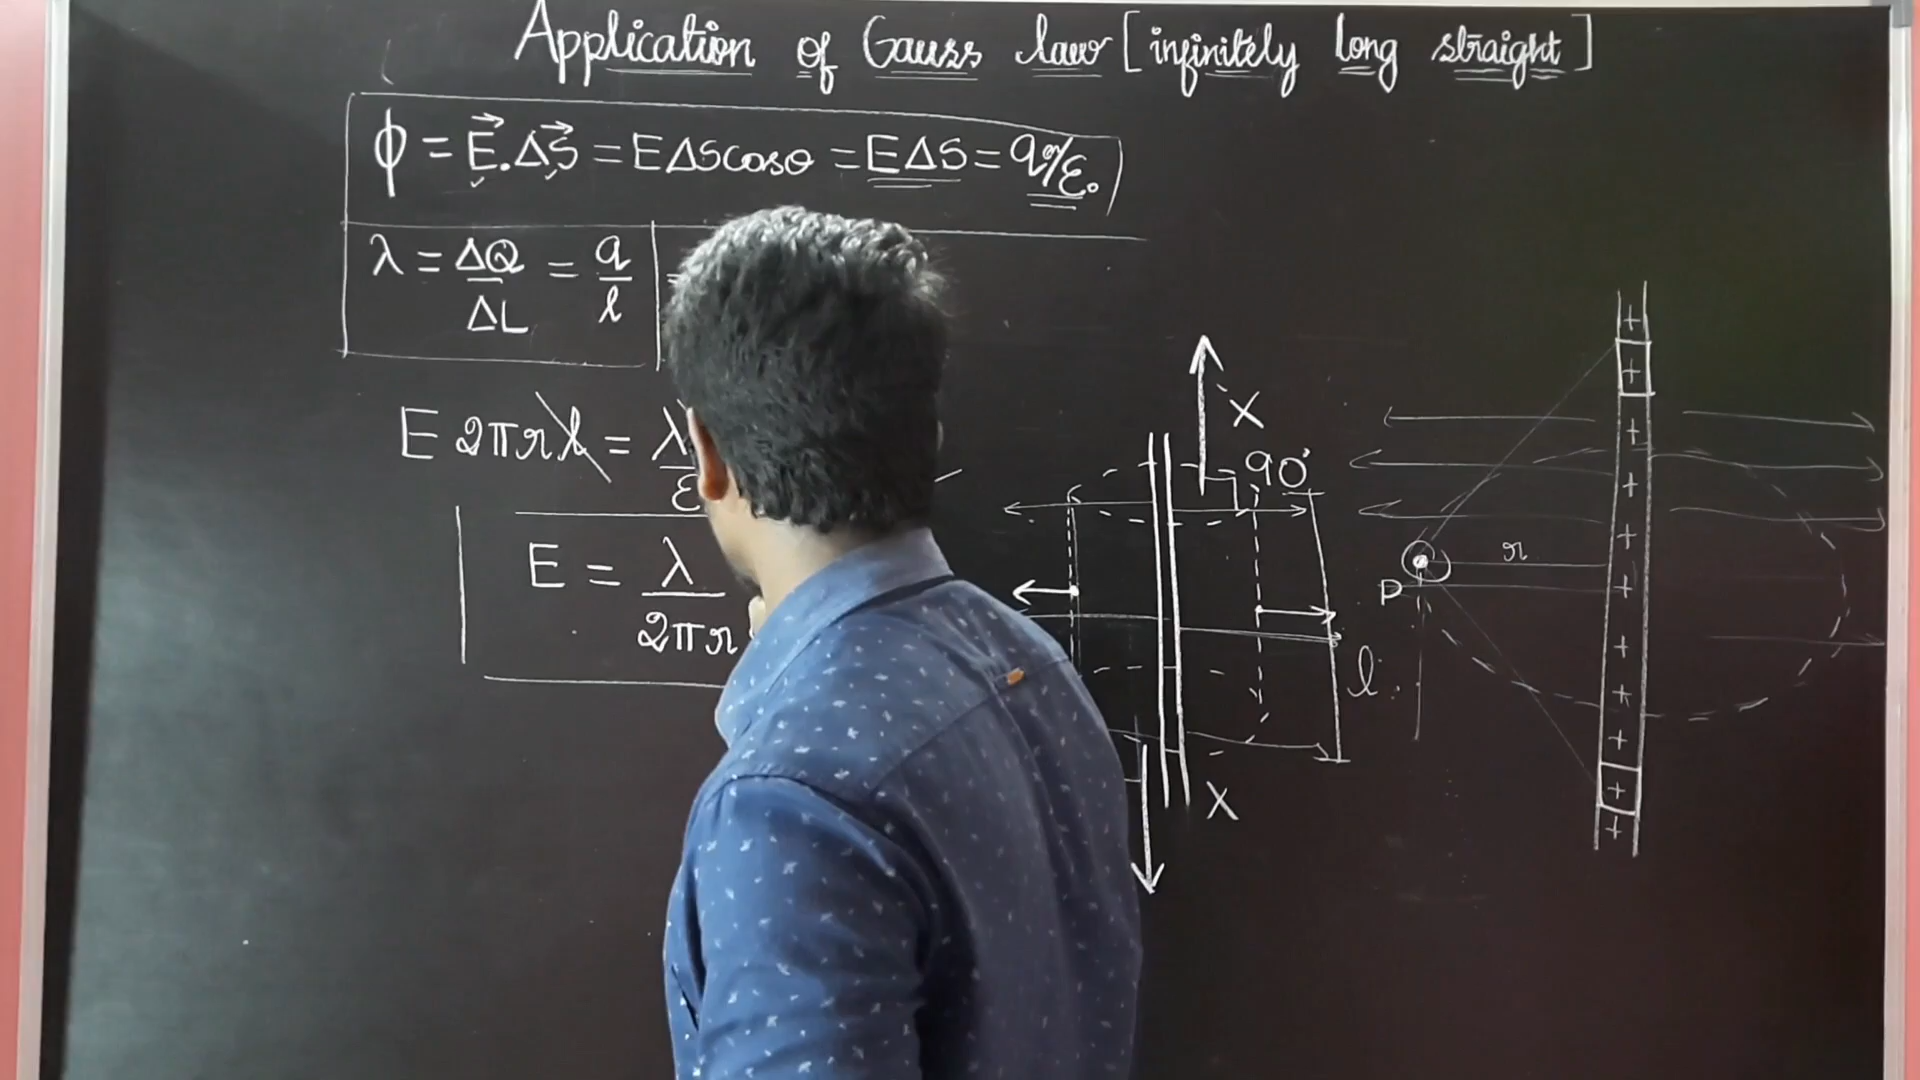 Application of Gauss law [infinitely long straight]
ϕ = E⃗.ΔS⃗ = EΔScosθ = EΔS = q/ε₀
λ = ΔQ/ΔL = q/l
E 2πrl = λ
ε
E = λ
2πr
X
90°
l
X
P
r
+
+
+
+
+
+
+
+
+
+
+